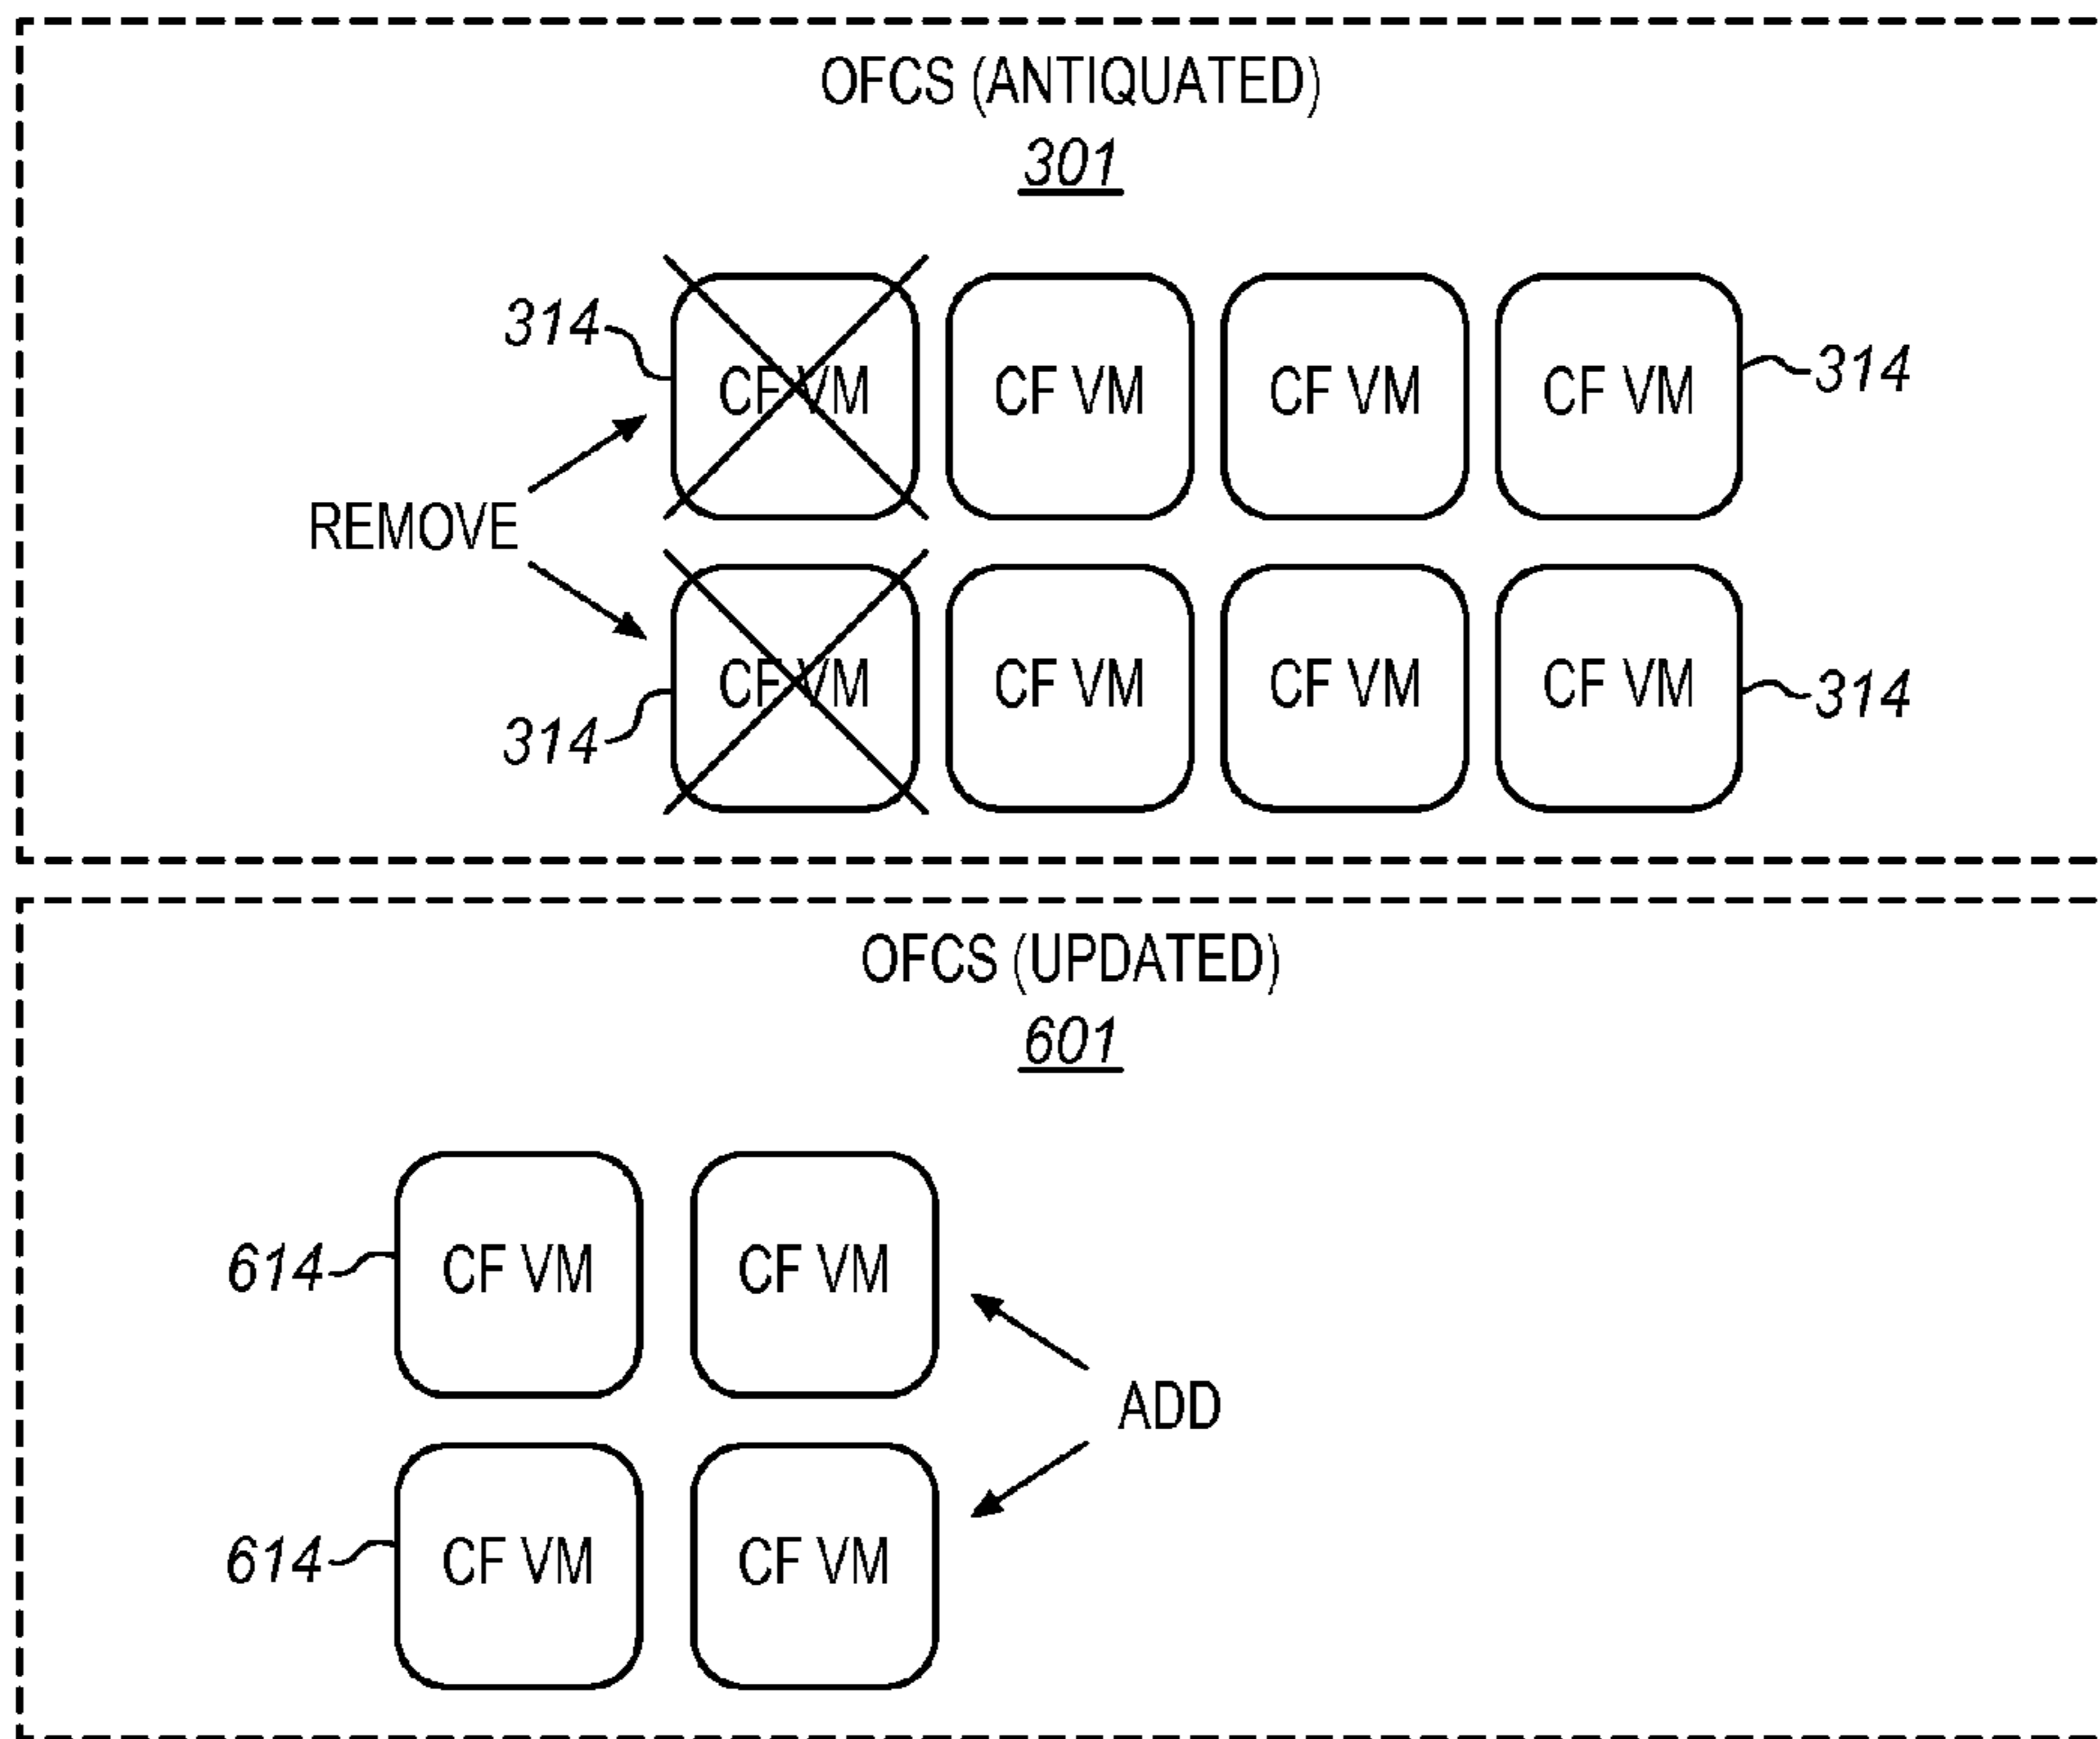 OFCS (ANTIQUATED)
301
314
CF VM CF VM CF VM CF VM
314
REMOVE
CF VM CF VM CF VM CF VM
314
314
OFCS (UPDATED)
601
614
CF VM CF VM
ADD
614
CF VM CF VM